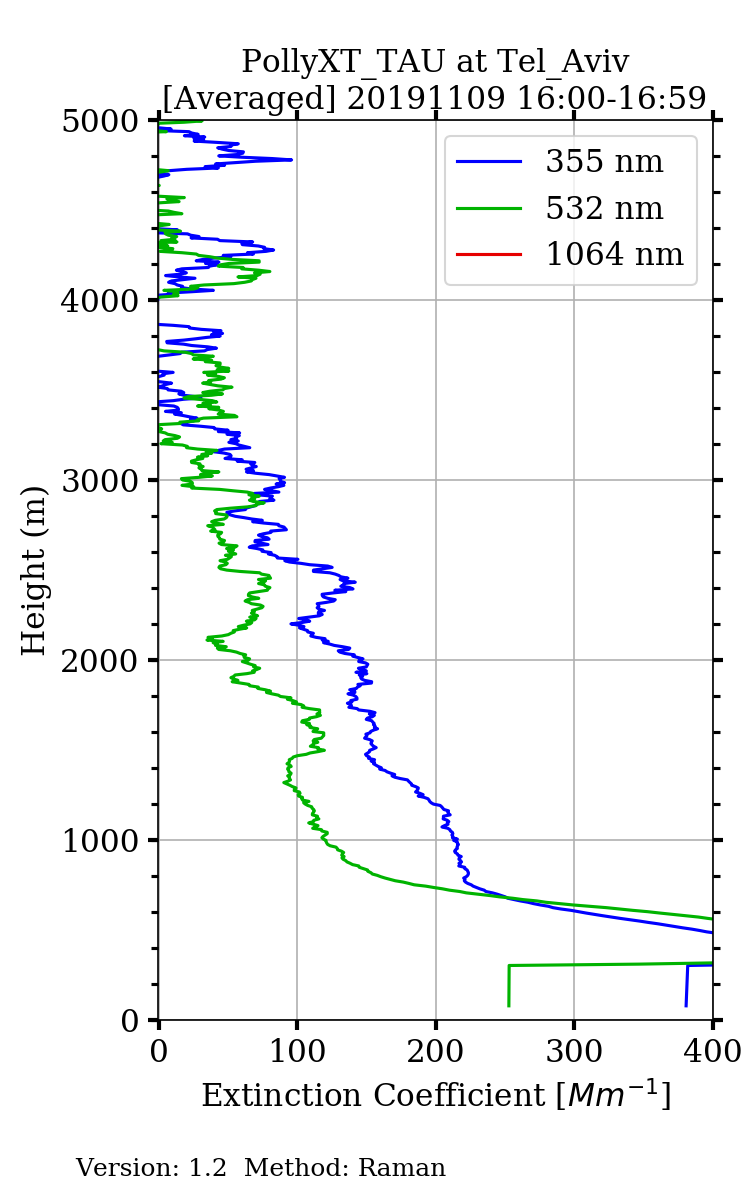 PollyXT_TAU at Tel_Aviv
[Averaged] 20191109 16:00-16:59
355 nm
532 nm
1064 nm
5000
4000
3000
2000
1000
0
Height (m)
0 100 200 300 400
Extinction Coefficient [Mm⁻¹]
Version: 1.2 Method: Raman